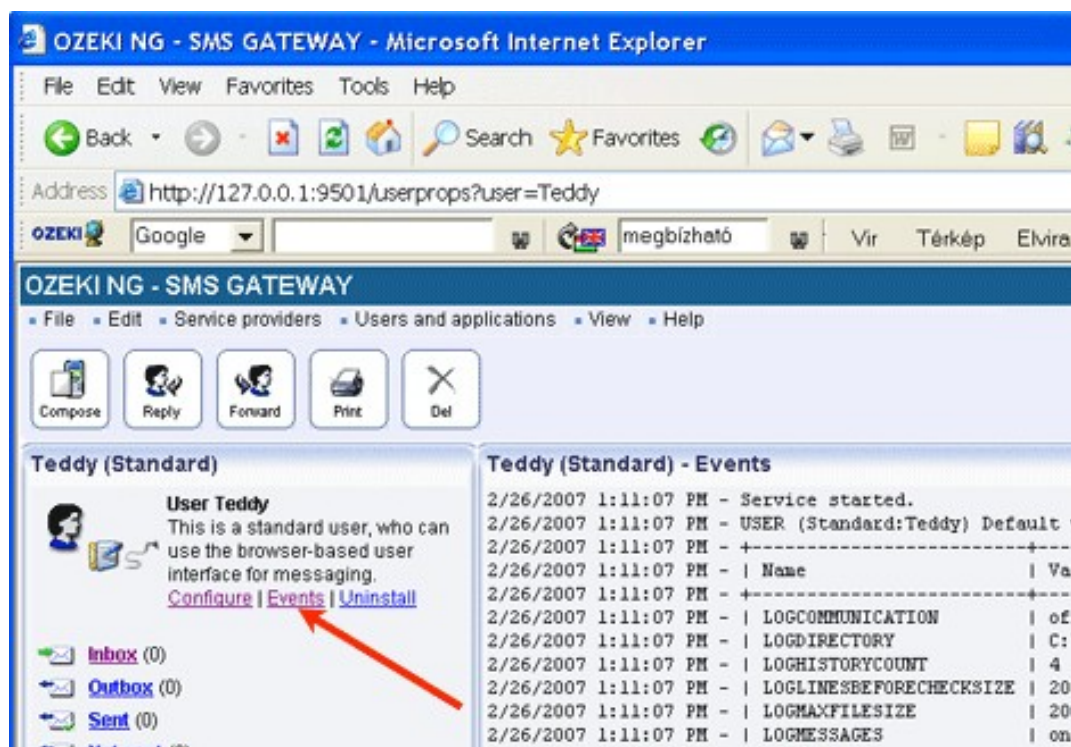 OZEKI NG - SMS GATEWAY - Microsoft Internet Explorer
File Edit View Favorites Tools Help
Back Search Favorites
Address http://127.0.0.1:9501/userprops?user=Teddy
OZEKI Google megbízható Vir Térkép Elvira
OZEKI NG - SMS GATEWAY
File Edit Service providers Users and applications View Help
Compose Reply Forward Print Del
Teddy (Standard)
User Teddy
This is a standard user, who can
use the browser-based user
interface for messaging.
Configure | Events | Uninstall
Inbox (0)
Outbox (0)
Sent (0)
Teddy (Standard) - Events
2/26/2007 1:11:07 PM - Service started.
2/26/2007 1:11:07 PM - USER (Standard:Teddy) Default
2/26/2007 1:11:07 PM - +--------------------------+---
2/26/2007 1:11:07 PM - | Name | Va
2/26/2007 1:11:07 PM - +--------------------------+---
2/26/2007 1:11:07 PM - | LOGCOMMUNICATION | of
2/26/2007 1:11:07 PM - | LOGDIRECTORY | C:
2/26/2007 1:11:07 PM - | LOGHISTORYCOUNT | 4
2/26/2007 1:11:07 PM - | LOGLINESBEFORECHECKSIZE | 20
2/26/2007 1:11:07 PM - | LOGMAXFILESIZE | 20
2/26/2007 1:11:07 PM - | LOGMESSAGES | on